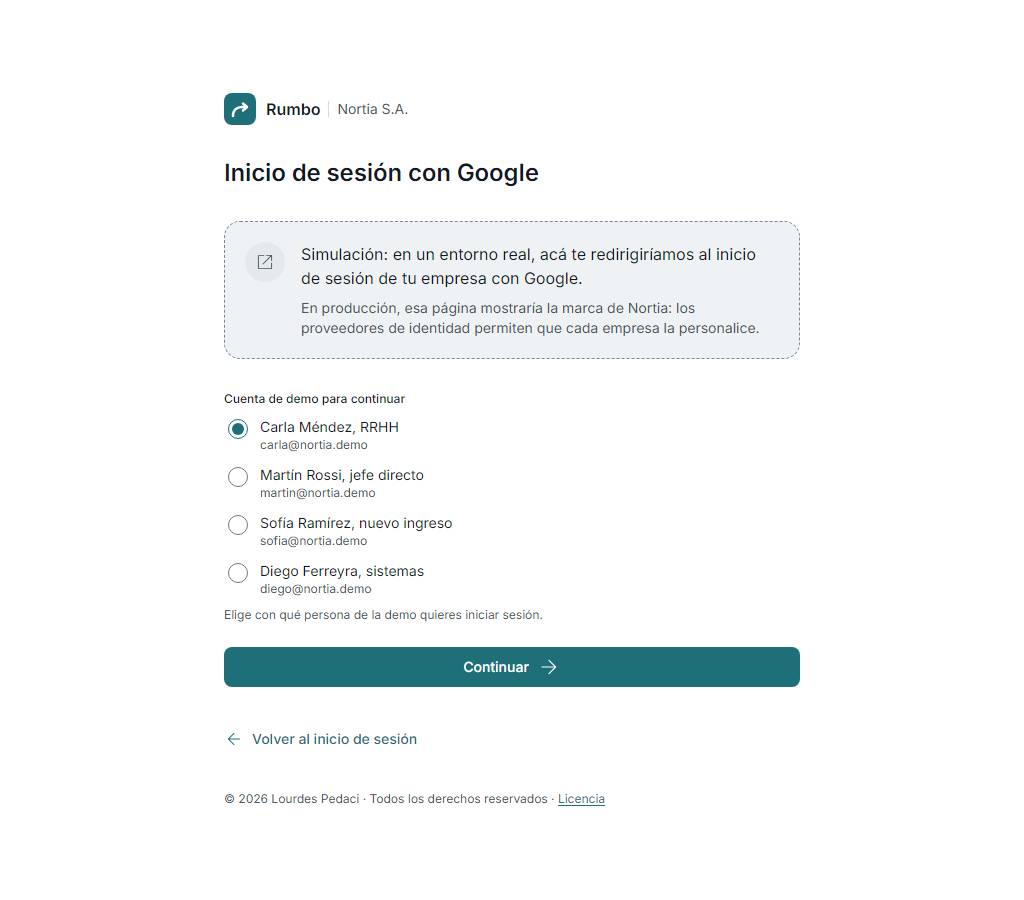 Rumbo
Nortia S.A.
Inicio de sesión con Google
Simulación: en un entorno real, acá te redirigiríamos al inicio
de sesión de tu empresa con Google.
En producción, esa página mostraría la marca de Nortia: los
proveedores de identidad permiten que cada empresa la personalice.
Cuenta de demo para continuar
Carla Méndez, RRHH
carla@nortia.demo
Martín Rossi, jefe directo
martin@nortia.demo
Sofía Ramírez, nuevo ingreso
sofia@nortia.demo
Diego Ferreyra, sistemas
diego@nortia.demo
Elige con qué persona de la demo quieres iniciar sesión.
Continuar
Volver al inicio de sesión
© 2026 Lourdes Pedaci · Todos los derechos reservados · Licencia